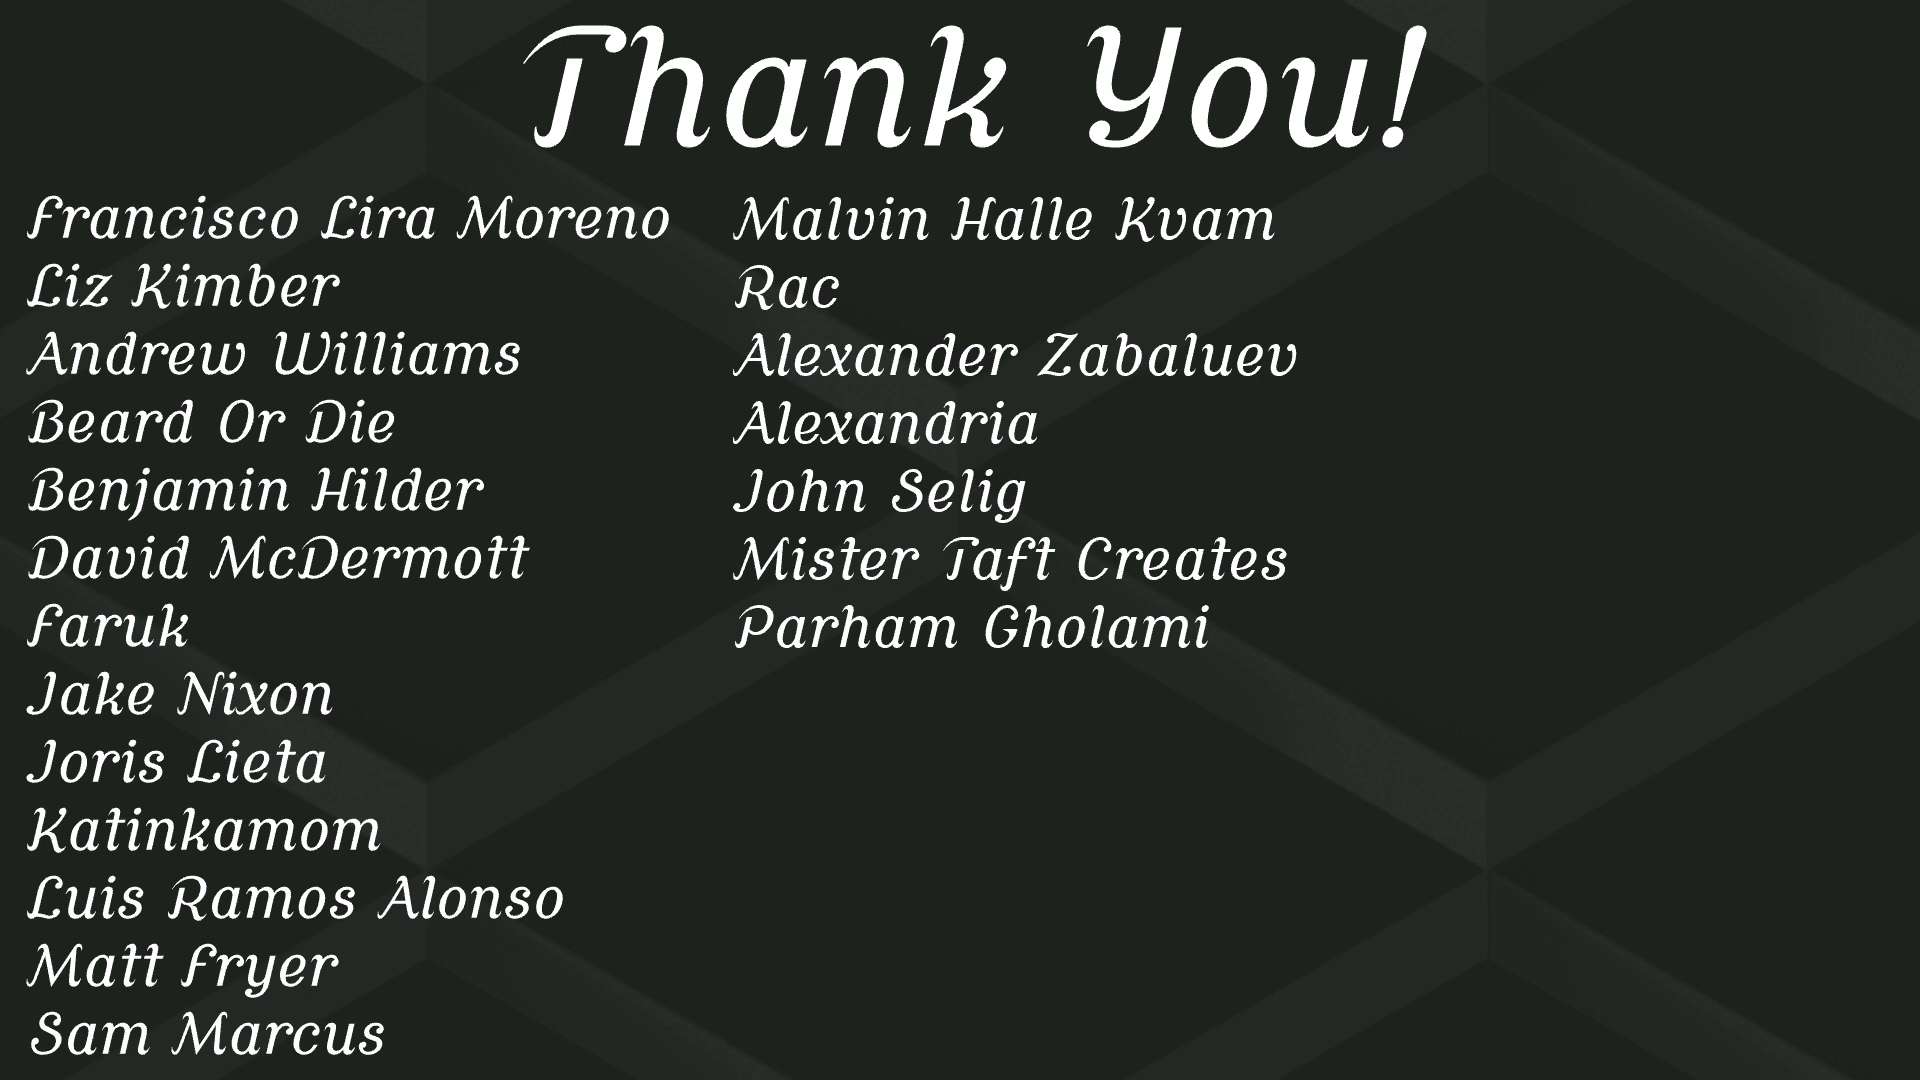 Thank You!
Francisco Lira Moreno
Liz Kimber
Andrew Williams
Beard Or Die
Benjamin Hilder
David McDermott
Faruk
Jake Nixon
Joris Lieta
Katinkamom
Luis Ramos Alonso
Matt Fryer
Sam Marcus
Malvin Halle Kvam
Rac
Alexander Zabaluev
Alexandria
John Selig
Mister Taft Creates
Parham Gholami